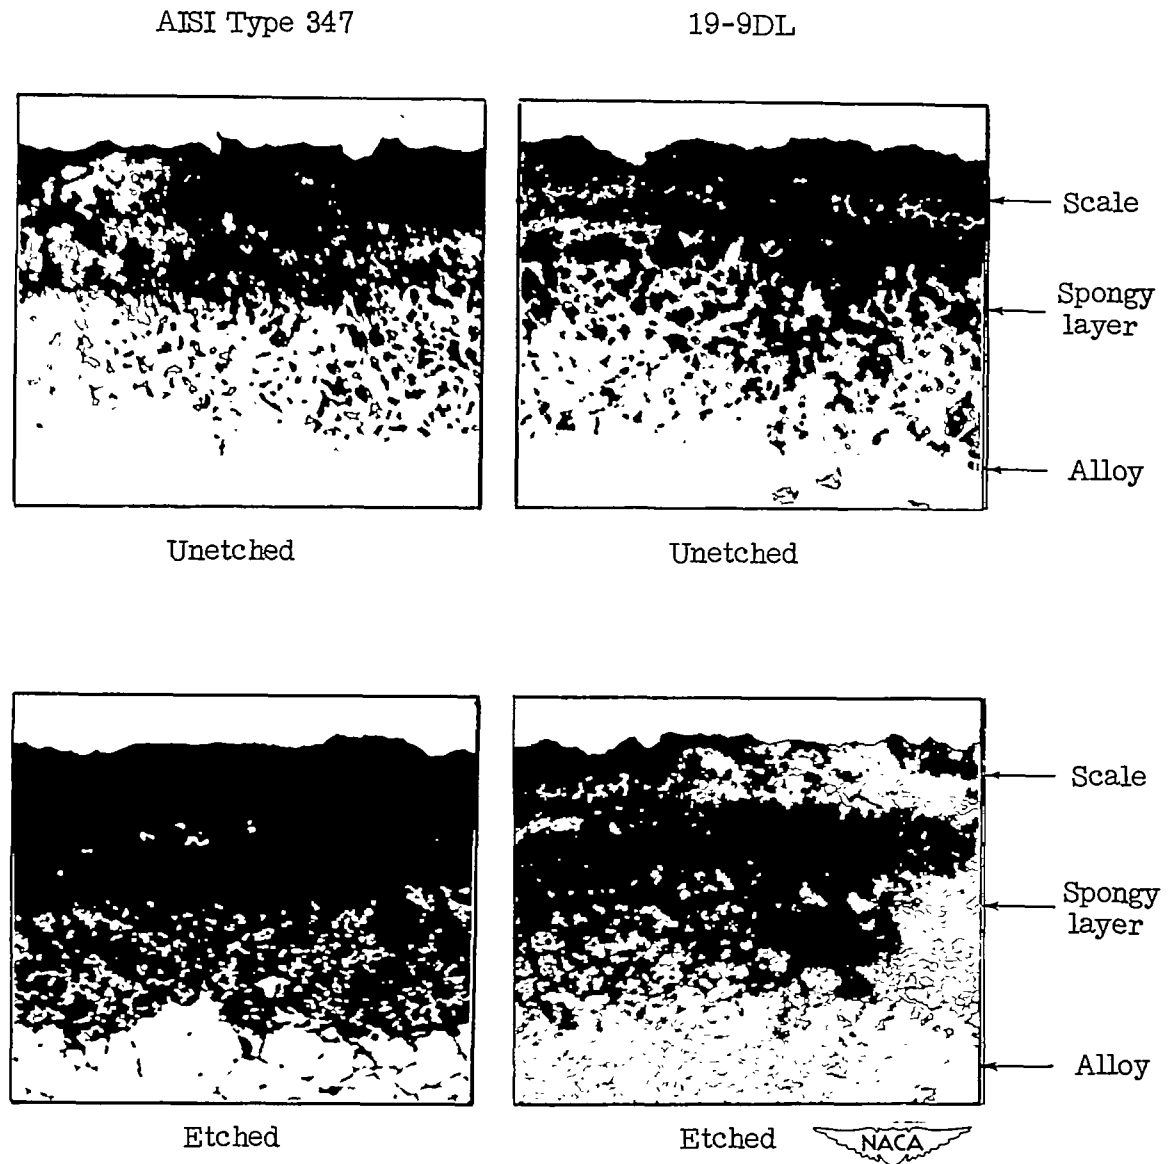 AISI Type 347
19-9DL
Scale
Spongy
layer
Alloy
Unetched
Unetched
Scale
Spongy
layer
Alloy
Etched
Etched
NACA